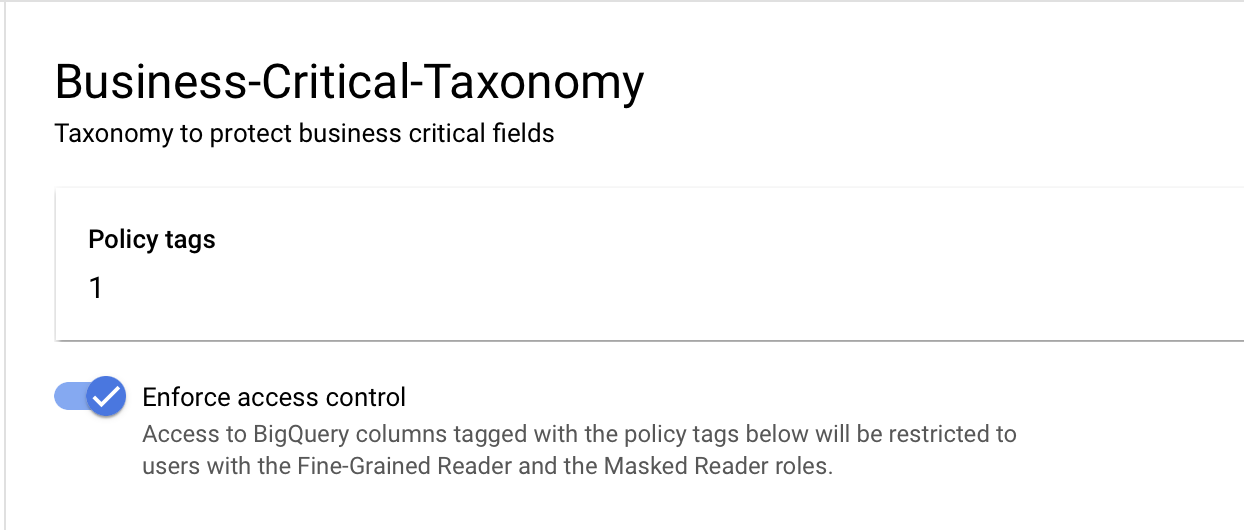 Business-Critical-Taxonomy
Taxonomy to protect business critical fields
Policy tags
1
Enforce access control
Access to BigQuery columns tagged with the policy tags below will be restricted to
users with the Fine-Grained Reader and the Masked Reader roles.